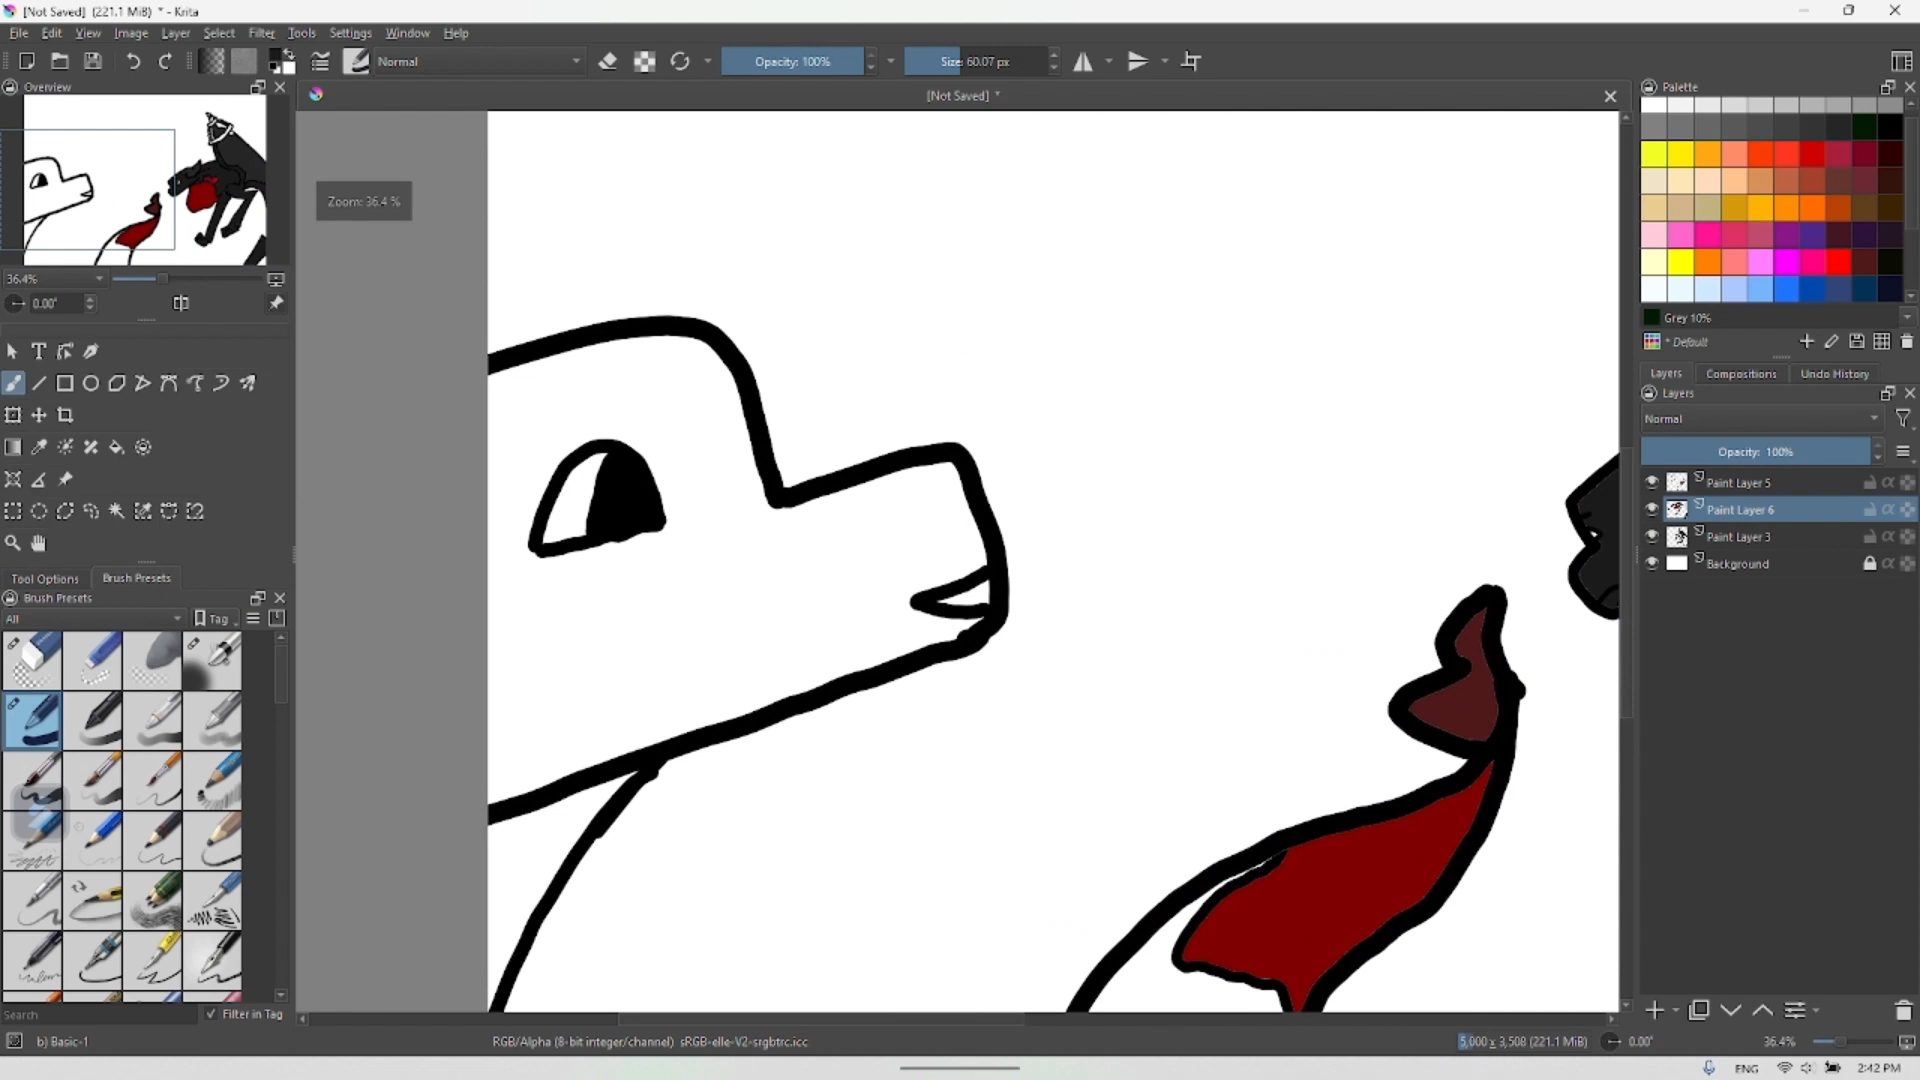 [Not Saved] (221.1 MiB) * - Krita
File Edit View Image Layer Select Filter Tools Settings Window Help
Normal Opacity: 100% Size: 60.07 px
Overview
[Not Saved] *
Palette
Zoom: 36.4 %
36.4%
0.00°
Grey 10%
* Default
Layers Compositions Undo History
Layers
Normal
Opacity: 100%
Paint Layer 5
Paint Layer 6
Paint Layer 3
Background
Tool Options Brush Presets
Brush Presets
All Tag
Search Filter in Tag
b) Basic-1 RGB/Alpha (8-bit integer/channel) sRGB-elle-V2-srgbtrc.icc 5,000 x 3,508 (221.1 MiB) 0.00° 36.4%
ENG 2:42 PM